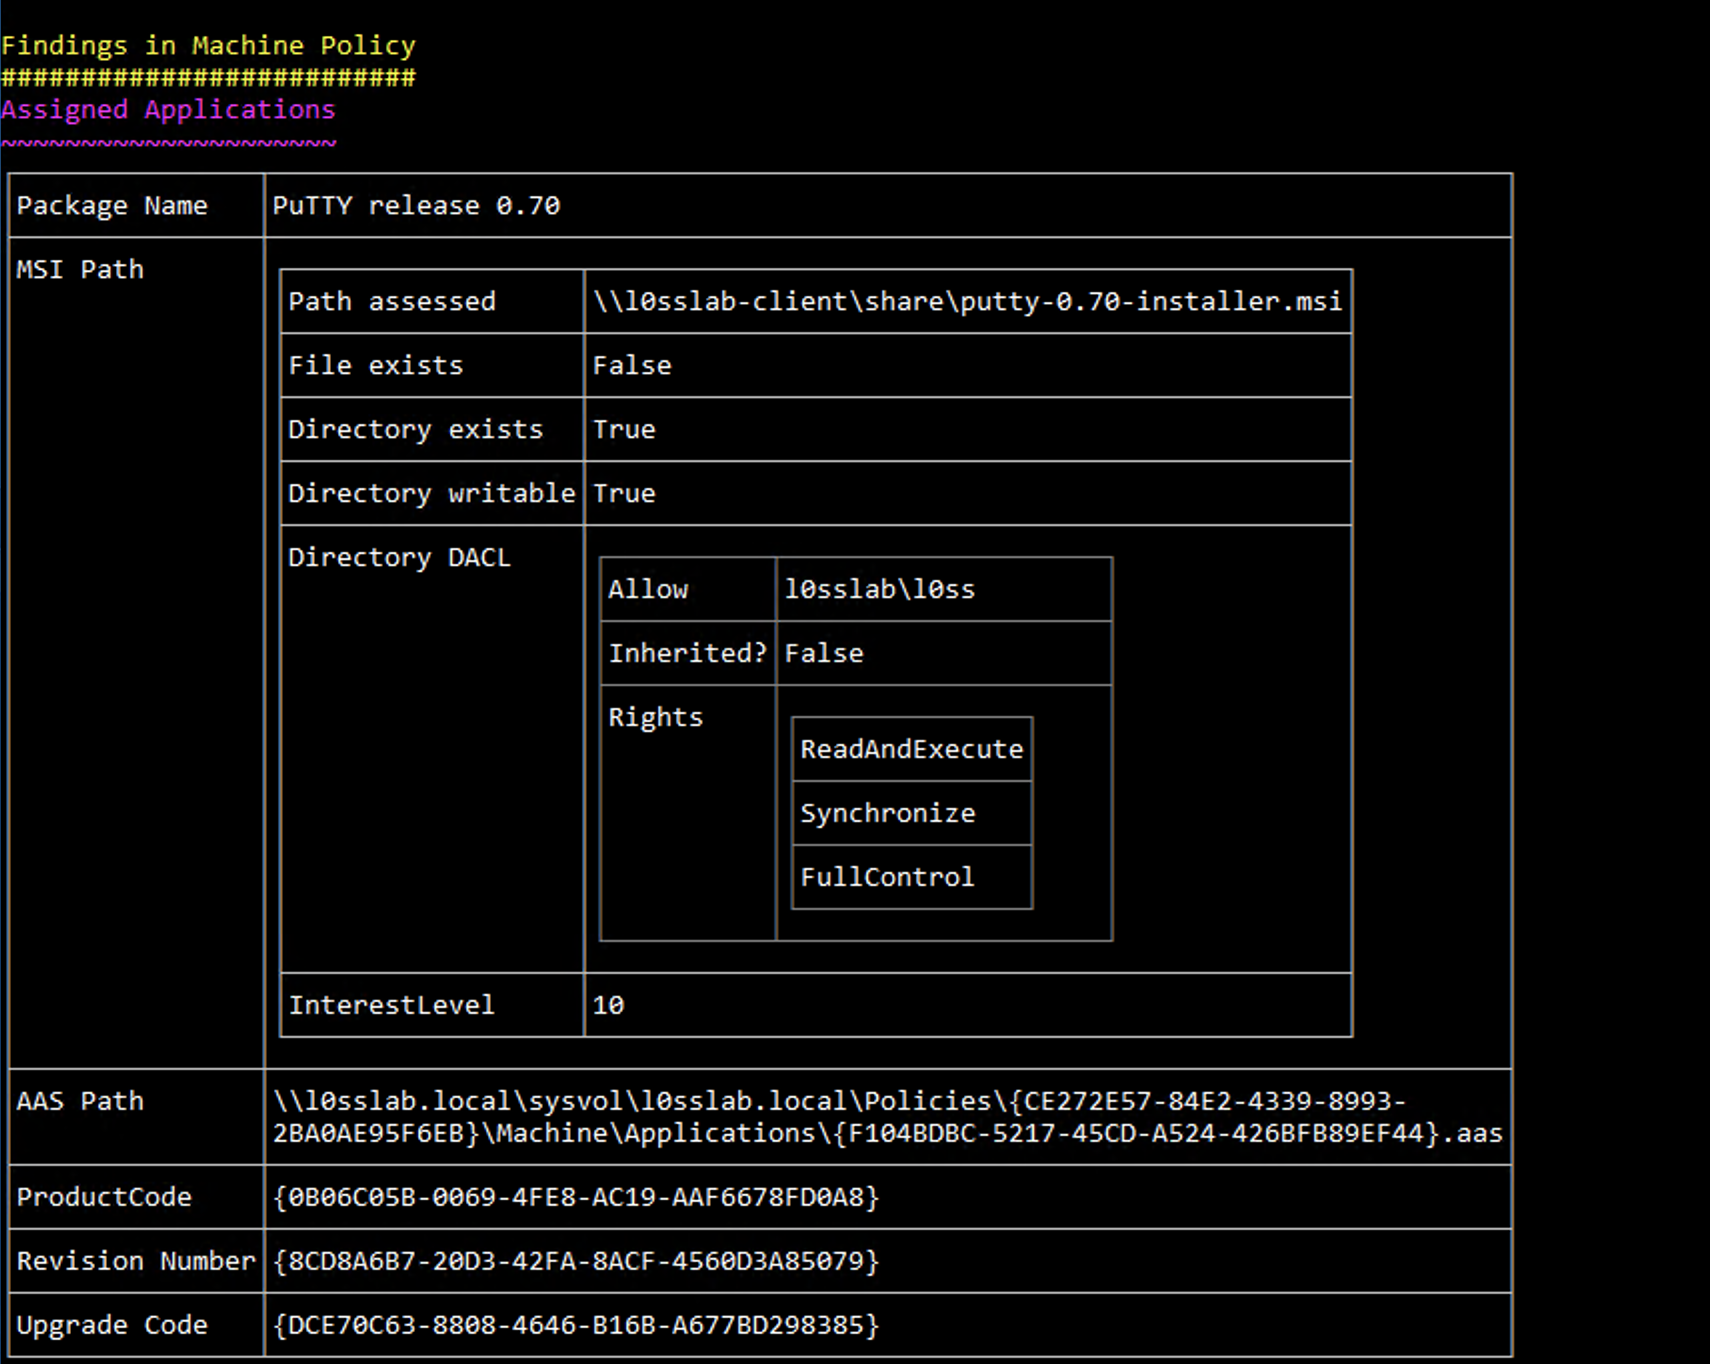 Findings in Machine Policy
##########################
Assigned Applications
~~~~~~~~~~~~~~~~~~~~~
Package Name PuTTY release 0.70
MSI Path
Path assessed \\l0sslab-client\share\putty-0.70-installer.msi
File exists False
Directory exists True
Directory writable True
Directory DACL
Allow l0sslab\l0ss
Inherited? False
Rights
ReadAndExecute
Synchronize
FullControl
InterestLevel 10
AAS Path \\l0sslab.local\sysvol\l0sslab.local\Policies\{CE272E57-84E2-4339-8993-
2BA0AE95F6EB}\Machine\Applications\{F104BDBC-5217-45CD-A524-426BFB89EF44}.aas
ProductCode {0B06C05B-0069-4FE8-AC19-AAF6678FD0A8}
Revision Number {8CD8A6B7-20D3-42FA-8ACF-4560D3A85079}
Upgrade Code {DCE70C63-8808-4646-B16B-A677BD298385}